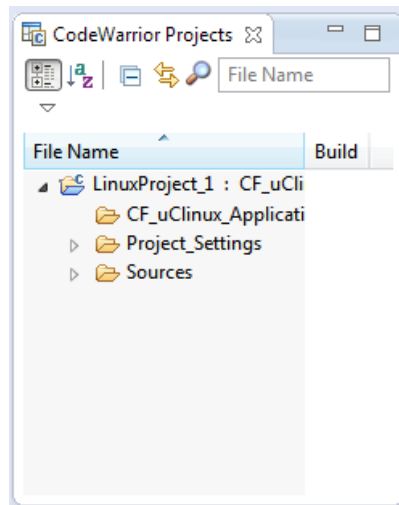 CodeWarrior Projects
File Name
File Name Build
LinuxProject_1 : CF_uCli
CF_uClinux_Applicati
Project_Settings
Sources